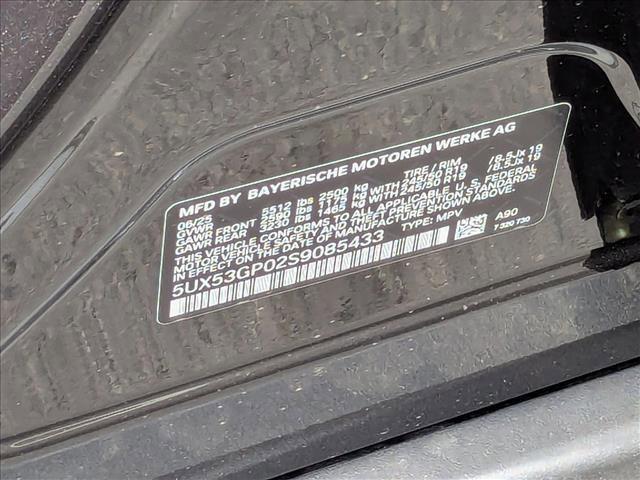 MFD BY BAYERISCHE MOTOREN WERKE AG
06/25 TIRE / RIM
GVWR 5512 lbs 2500 kg
GAWR FRONT 2590 lbs 1175 kg WITH 245/50 R19 /8.5Jx 19
GAWR REAR 3230 lbs 1465 kg WITH 245/50 R19 /8.5Jx 19
THIS VEHICLE CONFORMS TO ALL APPLICABLE U. S. FEDERAL
MOTOR VEHICLE SAFETY AND THEFT PREVENTION STANDARDS
IN EFFECT ON THE DATE OF MANUFACTURE SHOWN ABOVE.
5UX53GP02S9085433 TYPE: MPV A90
7 520 730